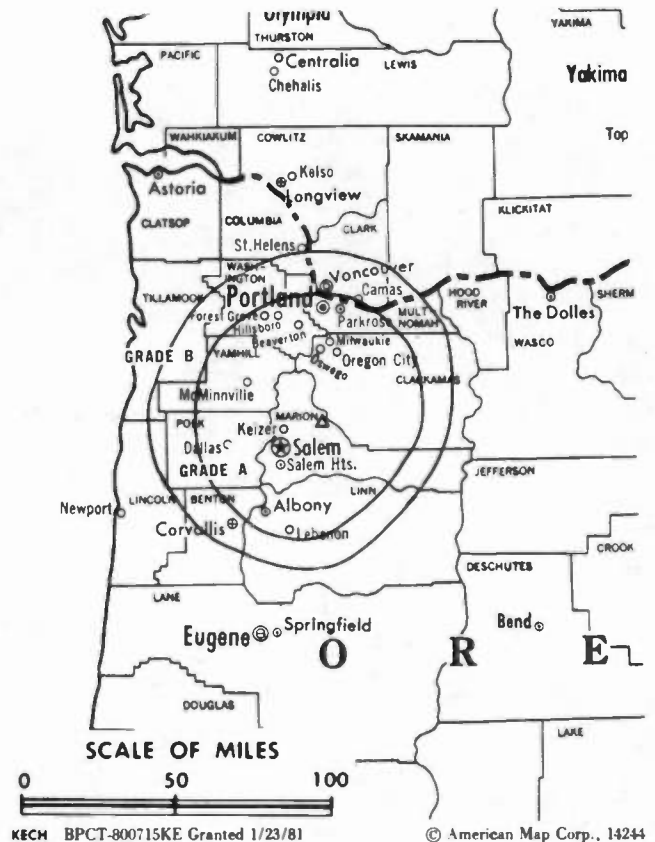 Olympia
YAKIMA
THURSTON
PACIFIC
Centralia
LEWIS
Chehalis
Yakima
Top
WAHKIAKUM
COWLITZ
SKAMANIA
Kelso
Astoria
Longview
KLICKITAT
CLATSOP
COLUMBIA
CLARK
St.Helens
WASH-
INGTON
Vancouver
TILLAMOOK
Portland
Camas
HOOD
RIVER
SHERM
The Dalles
Forest Grove
Hillsboro
Parkrose
MULT
NOMAH
Beaverton
Milwaukie
WASCO
GRADE B
YAMHILL
Oswego
Oregon City
CLACKAMAS
McMinnville
MARION
POLK
Keizer
Dallas
Salem
GRADE A
Salem Hts.
JEFFERSON
LINN
LINCOLN
BENTON
Newport
Albany
Corvallis
Lebanon
CROOK
DESCHUTES
LANE
Eugene
Springfield
Bend
O R E
DOUGLAS
LAKE
SCALE OF MILES
0 50 100
KECH BPCT-800715KE Granted 1/23/81
© American Map Corp., 14244